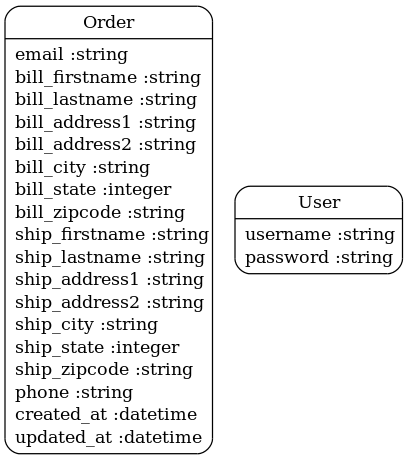 Order
email :string
bill_firstname :string
bill_lastname :string
bill_address1 :string
bill_address2 :string
bill_city :string
bill_state :integer
bill_zipcode :string
ship_firstname :string
ship_lastname :string
ship_address1 :string
ship_address2 :string
ship_city :string
ship_state :integer
ship_zipcode :string
phone :string
created_at :datetime
updated_at :datetime
User
username :string
password :string